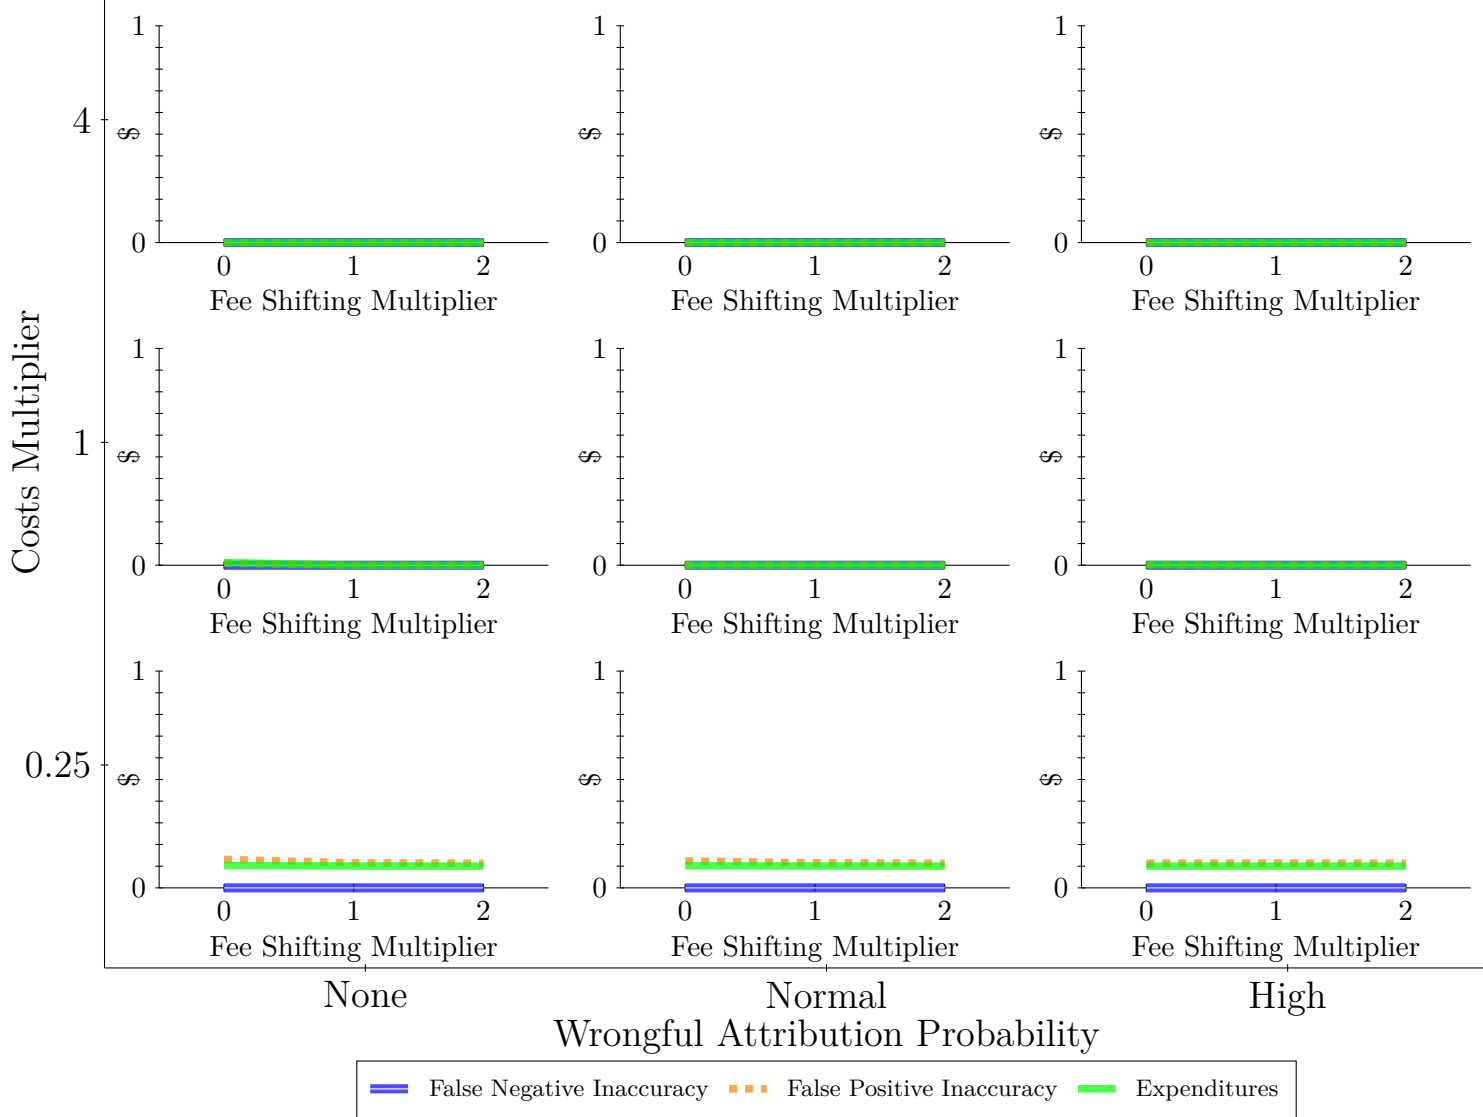 1
$
0
0 1 2
Fee Shifting Multiplier
1
$
0
0 1 2
Fee Shifting Multiplier
1
$
0
0 1 2
Fee Shifting Multiplier
4
1
$
0
0 1 2
Fee Shifting Multiplier
1
$
0
0 1 2
Fee Shifting Multiplier
1
$
0
0 1 2
Fee Shifting Multiplier
1
Costs Multiplier
1
$
0
0 1 2
Fee Shifting Multiplier
1
$
0
0 1 2
Fee Shifting Multiplier
1
$
0
0 1 2
Fee Shifting Multiplier
0.25
None Normal High
Wrongful Attribution Probability
False Negative Inaccuracy False Positive Inaccuracy Expenditures